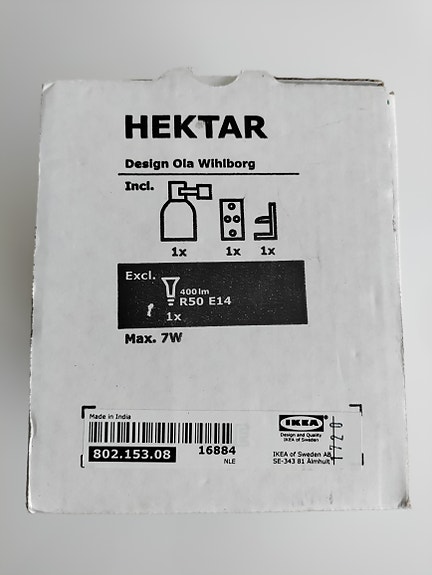 HEKTAR
Design Ola Wihlborg
Incl.
1x 1x 1x
Excl.
400 lm
R50 E14
1x
Max. 7W
Made in India
802.153.08
16884
NLE
IKEA®
Design and Quality
IKEA of Sweden
IKEA of Sweden AB
SE-343 81 Älmhult
1720